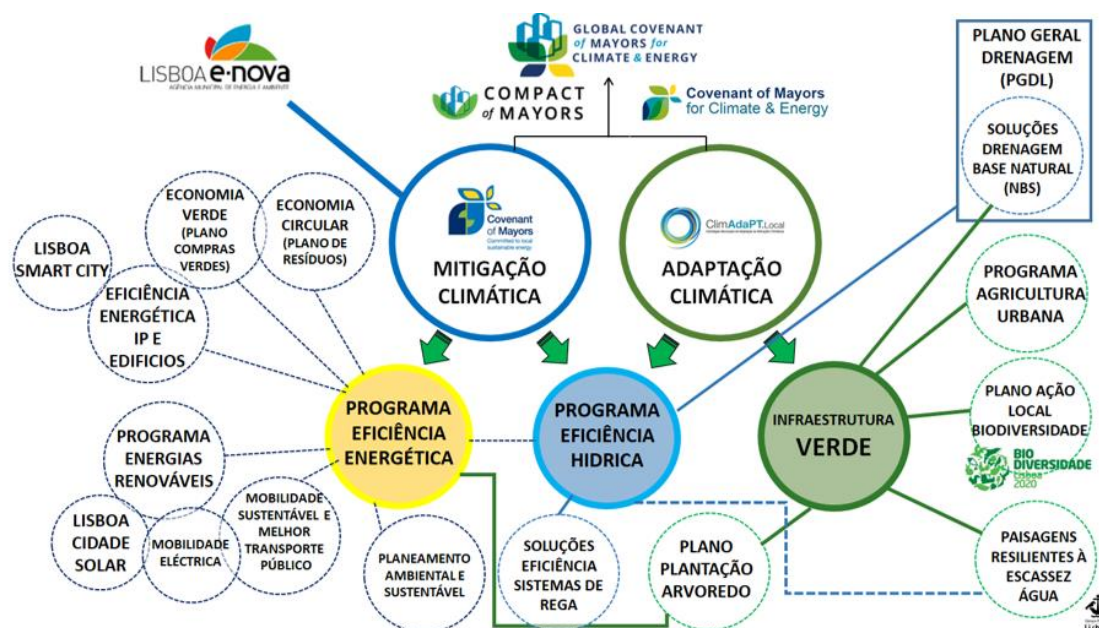 LISBOA e·nova
AGÊNCIA MUNICIPAL DE ENERGIA E AMBIENTE
GLOBAL COVENANT
of MAYORS for
CLIMATE & ENERGY
COMPACT
of MAYORS
Covenant of Mayors
for Climate & Energy
PLANO GERAL
DRENAGEM
(PGDL)
SOLUÇÕES
DRENAGEM
BASE NATURAL
(NBS)
ECONOMIA
VERDE
(PLANO
COMPRAS
VERDES)
ECONOMIA
CIRCULAR
(PLANO DE
RESÍDUOS)
LISBOA
SMART CITY
EFICIÊNCIA
ENERGÉTICA
IP E
EDIFICIOS
Covenant
of Mayors
Committed to local
sustainable energy
MITIGAÇÃO
CLIMÁTICA
ClimAdaPT.Local
ADAPTAÇÃO
CLIMÁTICA
PROGRAMA
AGRICULTURA
URBANA
PROGRAMA
EFICIÊNCIA
ENERGÉTICA
PROGRAMA
EFICIÊNCIA
HIDRICA
INFRAESTRUTURA
VERDE
PLANO AÇÃO
LOCAL
BIODIVERSIDADE
BIO
DIVERSIDADE
Lisboa
2020
PROGRAMA
ENERGIAS
RENOVÁVEIS
LISBOA
CIDADE
SOLAR
MOBILIDADE
ELÉCTRICA
MOBILIDADE
SUSTENTÁVEL E
MELHOR
TRANSPORTE
PÚBLICO
PLANEAMENTO
AMBIENTAL E
SUSTENTÁVEL
SOLUÇÕES
EFICIÊNCIA
SISTEMAS DE
REGA
PLANO
PLANTAÇÃO
ARVOREDO
PAISAGENS
RESILIENTES À
ESCASSEZ
ÁGUA